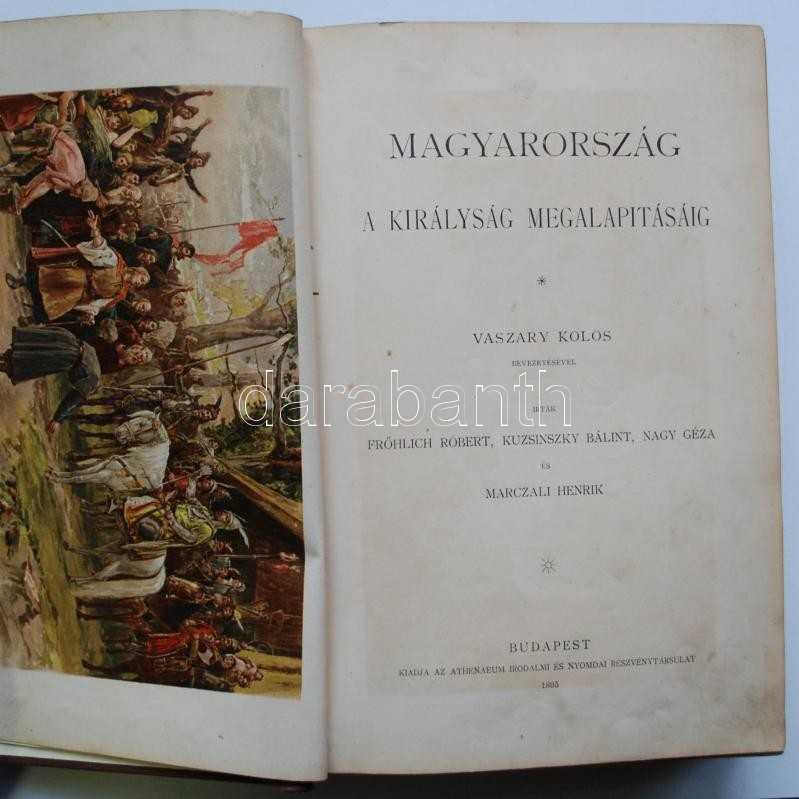 MAGYARORSZÁG
A KIRÁLYSÁG MEGALAPITÁSÁIG
VASZARY KOLOS
BEVEZETÉSÉVEL
IRTÁK
FRÖHLICH RÓBERT, KUZSINSZKY BÁLINT, NAGY GÉZA
ÉS
MARCZALI HENRIK
BUDAPEST
KIADJA AZ ATHENAEUM IRODALMI ÉS NYOMDAI RÉSZVÉNYTÁRSULAT
1895
darabanth